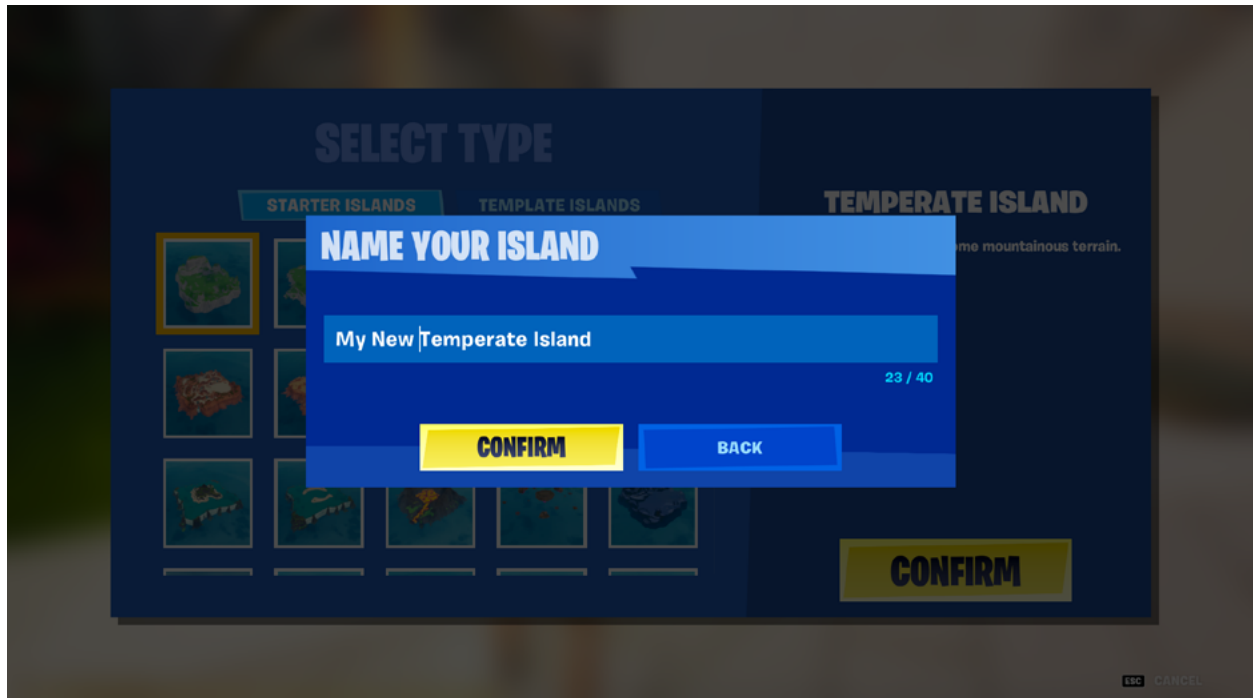 SELECT TYPE
STARTER ISLANDS
TEMPLATE ISLANDS
TEMPERATE ISLAND
mountainous terrain.
NAME YOUR ISLAND
My New Temperate Island
23 / 40
CONFIRM
BACK
CONFIRM
ESC CANCEL